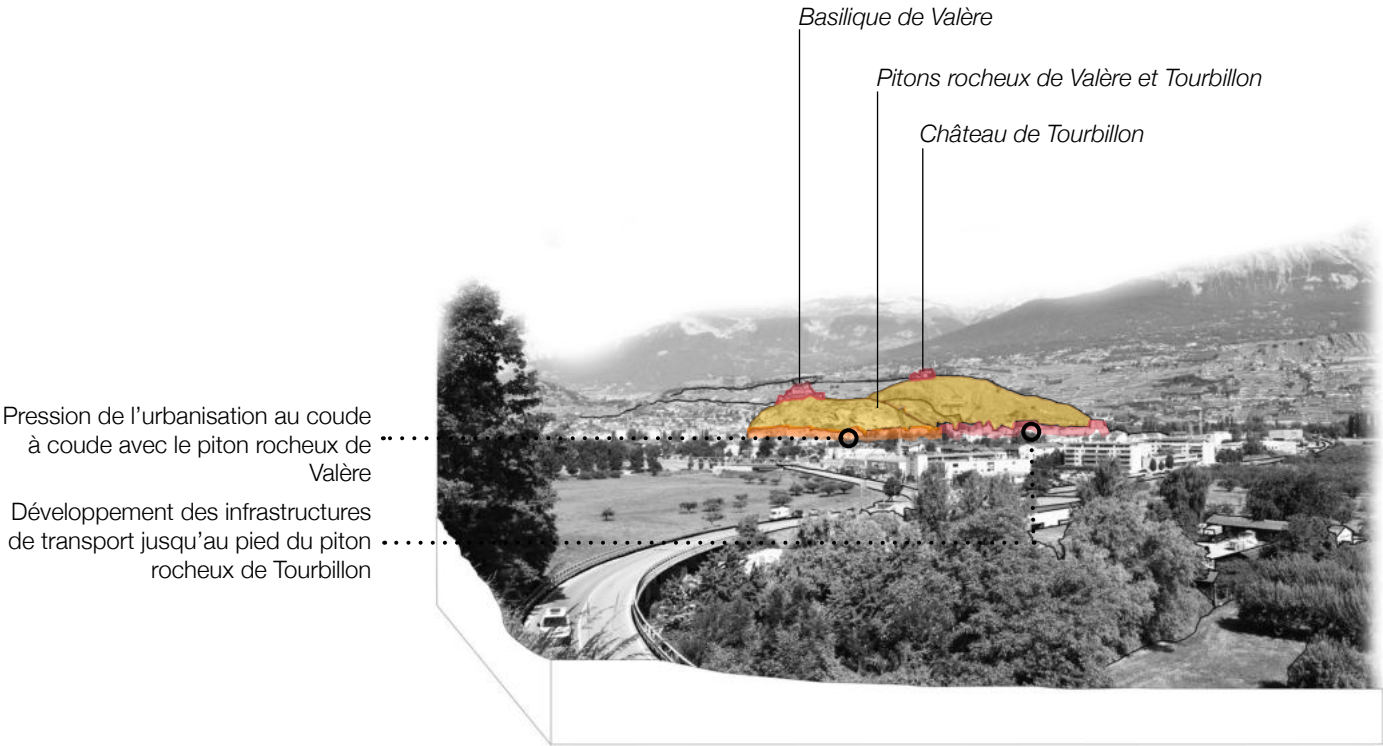 Basilique de Valère
Pitons rocheux de Valère et Tourbillon
Château de Tourbillon
Pression de l’urbanisation au coude
à coude avec le piton rocheux de
Valère
Développement des infrastructures
de transport jusqu’au pied du piton
rocheux de Tourbillon